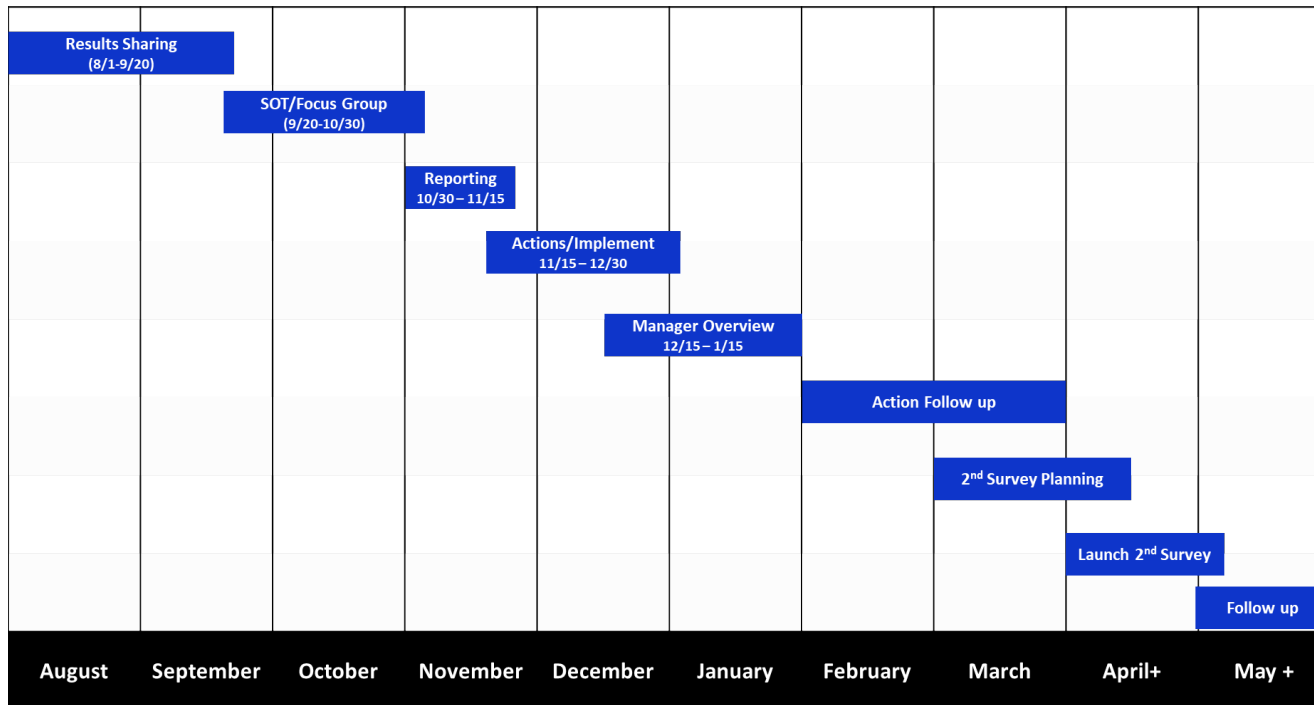 Results Sharing
(8/1-9/20)
SOT/Focus Group
(9/20-10/30)
Reporting
10/30 – 11/15
Actions/Implement
11/15 – 12/30
Manager Overview
12/15 – 1/15
Action Follow up
2nd Survey Planning
Launch 2nd Survey
Follow up
August September October November December January February March April+ May +